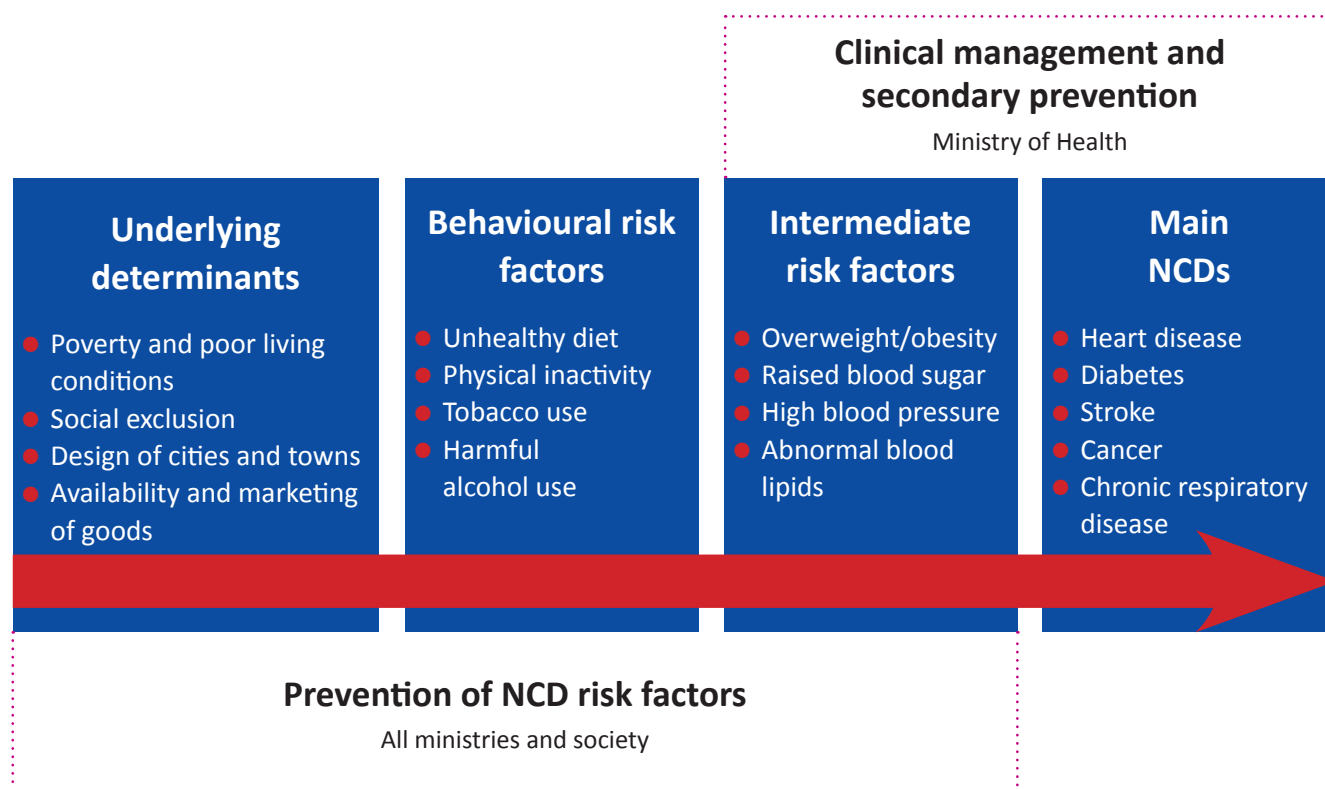 Clinical management and
secondary prevention
Ministry of Health
Underlying
determinants
Poverty and poor living
conditions
Social exclusion
Design of cities and towns
Availability and marketing
of goods
Behavioural risk
factors
Unhealthy diet
Physical inactivity
Tobacco use
Harmful
alcohol use
Intermediate
risk factors
Overweight/obesity
Raised blood sugar
High blood pressure
Abnormal blood
lipids
Main
NCDs
Heart disease
Diabetes
Stroke
Cancer
Chronic respiratory
disease
Prevention of NCD risk factors
All ministries and society